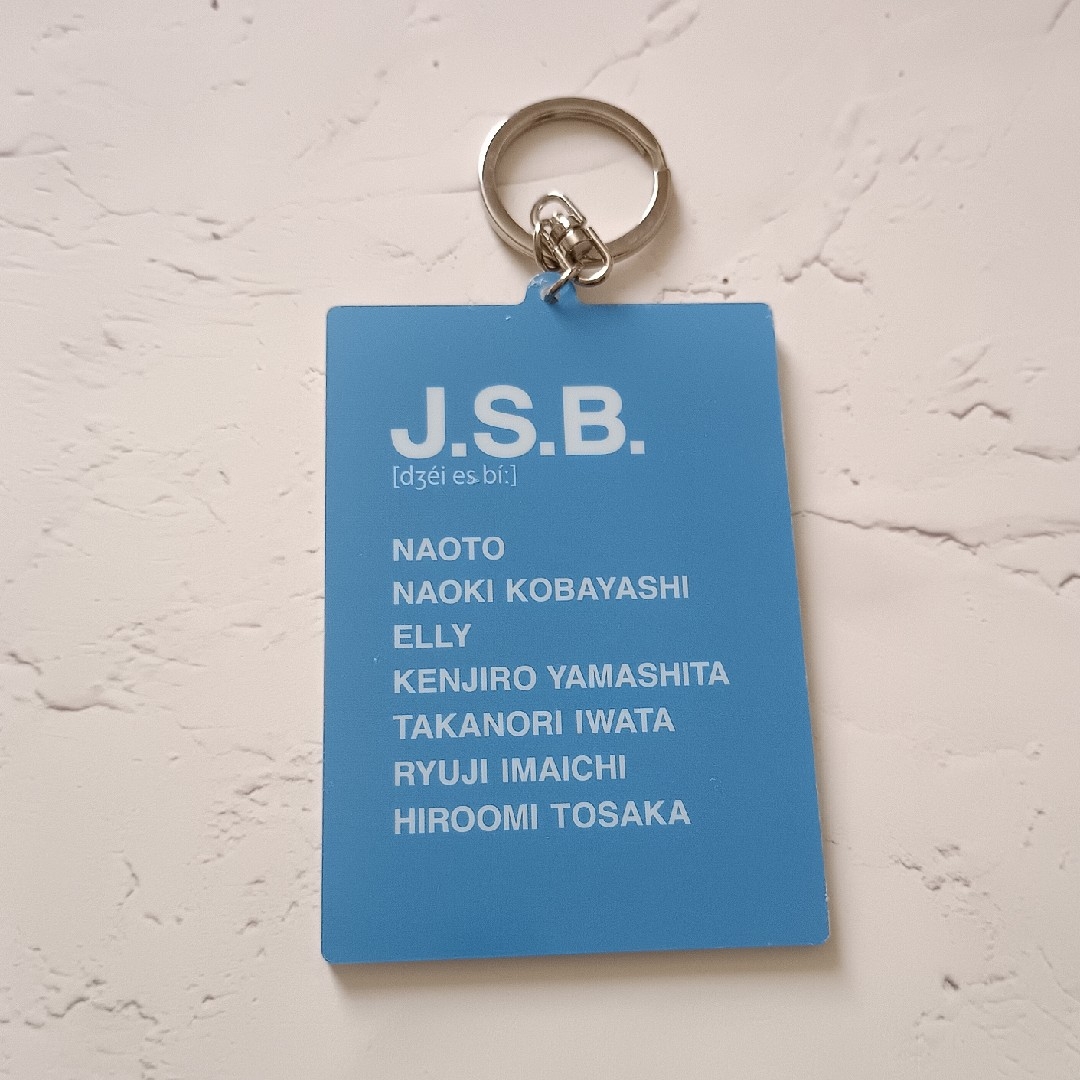 J.S.B.
[dʒéi es bíː]
NAOTO
NAOKI KOBAYASHI
ELLY
KENJIRO YAMASHITA
TAKANORI IWATA
RYUJI IMAICHI
HIROOMI TOSAKA